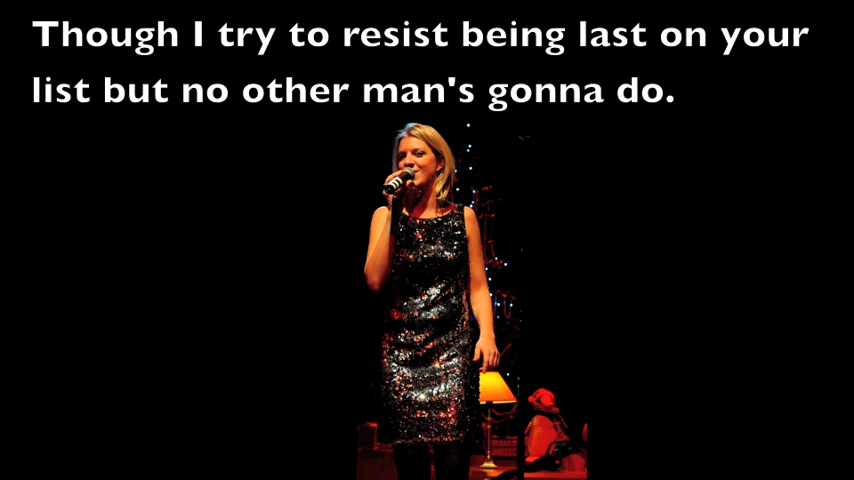 Though I try to resist being last on your
list but no other man's gonna do.